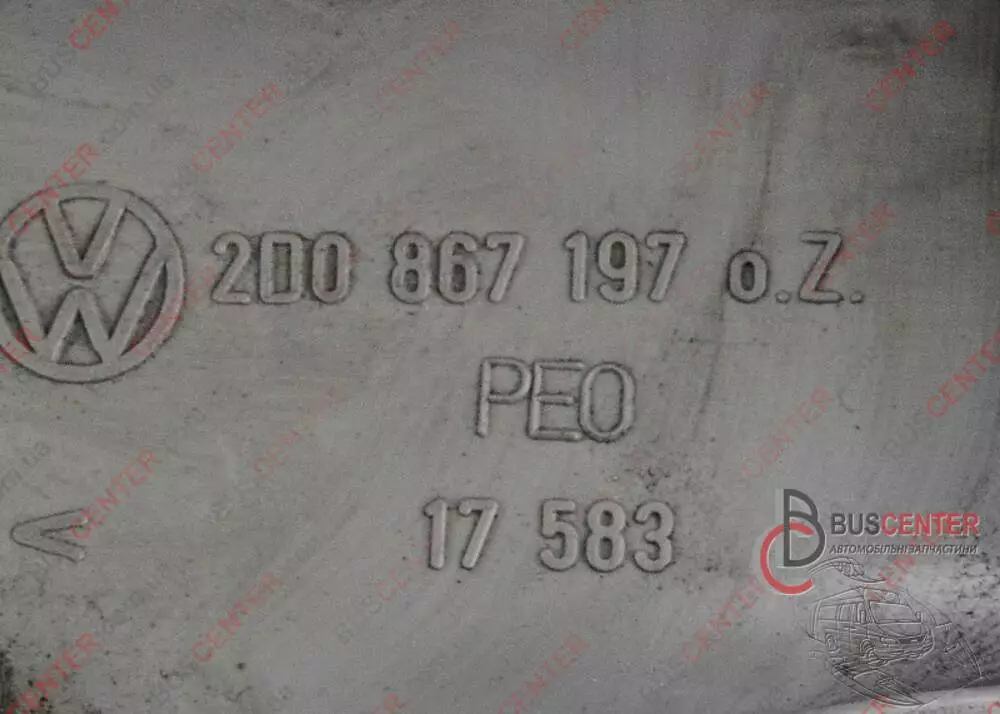 2D0 867 197 o.Z.
PEO
17 583
<
BUSCENTER
АВТОМОБІЛЬНІ ЗАПЧАСТИНИ